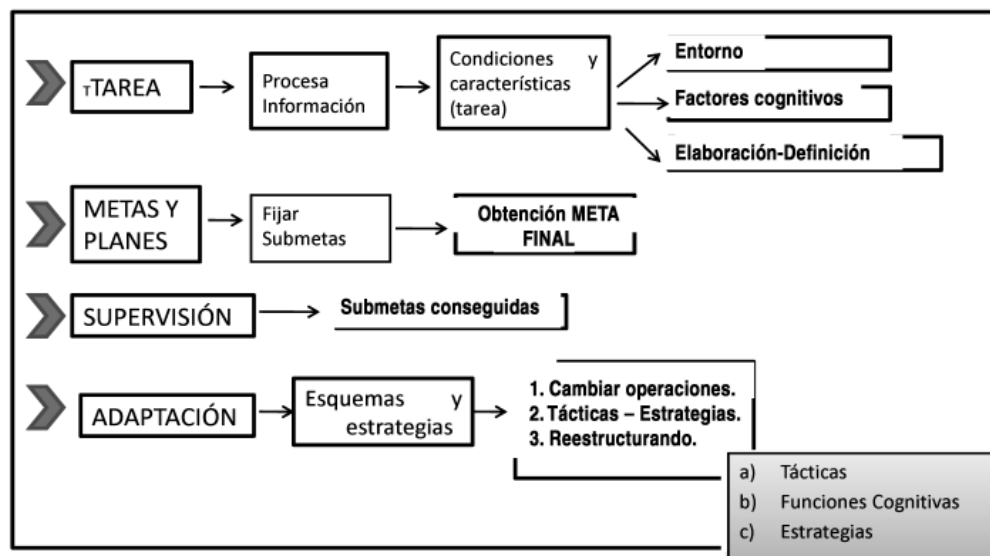 тTAREA
Procesa
Información
Condiciones y
características
(tarea)
Entorno
Factores cognitivos
Elaboración-Definición
METAS Y
PLANES
Fijar
Submetas
Obtención META
FINAL
SUPERVISIÓN
Submetas conseguidas
ADAPTACIÓN
Esquemas y
estrategias
1. Cambiar operaciones.
2. Tácticas – Estrategias.
3. Reestructurando.
a) Tácticas
b) Funciones Cognitivas
c) Estrategias